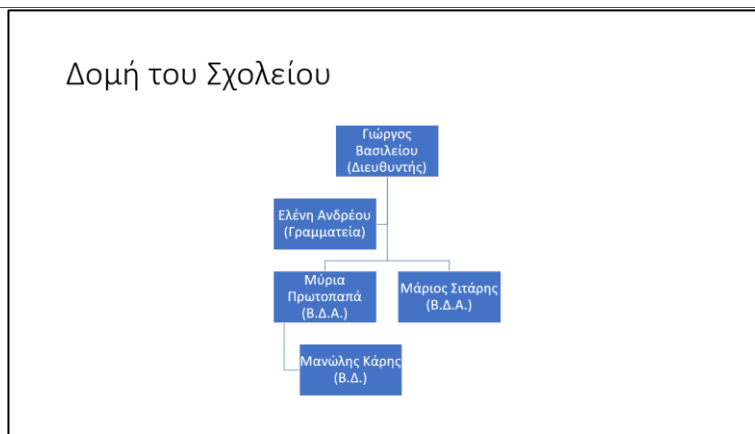 Δομή του Σχολείου
Γιώργος
Βασιλείου
(Διευθυντής)
Ελένη Ανδρέου
(Γραμματεία)
Μύρια
Πρωτοπαπά
(Β.Δ.Α.)
Μάριος Σιτάρης
(Β.Δ.Α.)
Μανώλης Κάρης
(Β.Δ.)